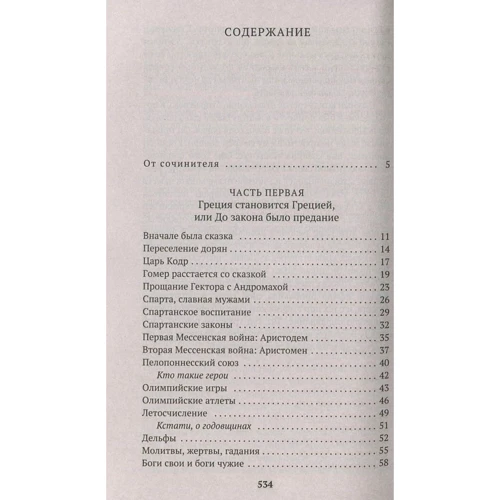 СОДЕРЖАНИЕ
От сочинителя .......................... 5
ЧАСТЬ ПЕРВАЯ
Греция становится Грецией,
или До закона было предание
Вначале была сказка .......................... 11
Переселение дорян .......................... 14
Царь Кодр .......................... 17
Гомер расстается со сказкой .......................... 19
Прощание Гектора с Андромахой .......................... 23
Спарта, славная мужами .......................... 26
Спартанское воспитание .......................... 29
Спартанские законы .......................... 32
Первая Мессенская война: Аристодем .......................... 35
Вторая Мессенская война: Аристомен .......................... 37
Пелопоннесский союз .......................... 40
Кто такие герои .......................... 42
Олимпийские игры .......................... 43
Олимпийские атлеты .......................... 46
Летосчисление .......................... 49
Кстати, о годовщинах .......................... 51
Дельфы .......................... 52
Молитвы, жертвы, гадания .......................... 55
Боги свои и боги чужие .......................... 58
534